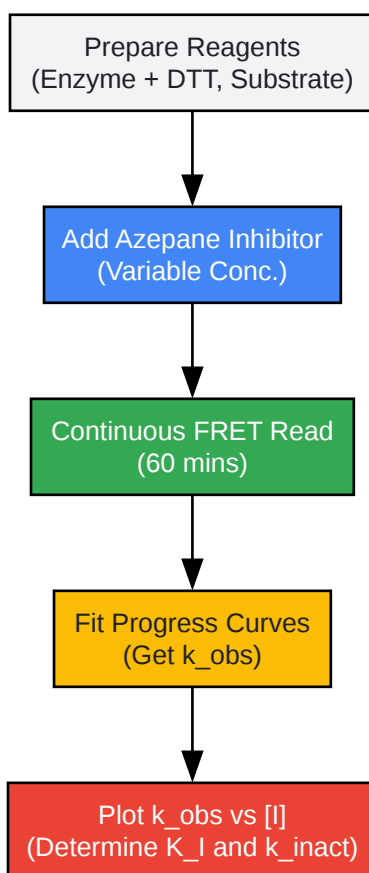 Prepare Reagents
(Enzyme + DTT, Substrate)
Add Azepane Inhibitor
(Variable Conc.)
Continuous FRET Read
(60 mins)
Fit Progress Curves
(Get k_obs)
Plot k_obs vs [I]
(Determine K_I and k_inact)